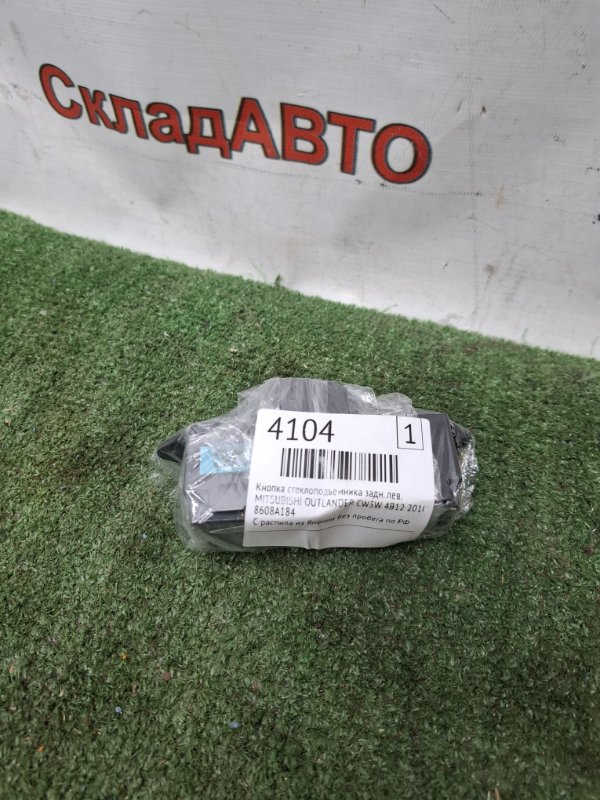 СкладАВТО
4104 1
Кнопка стеклоподъемника задн. лев.
MITSUBISHI OUTLANDER CW5W 4B12 201
8608A184
С распила из Японии без пробега по РФ